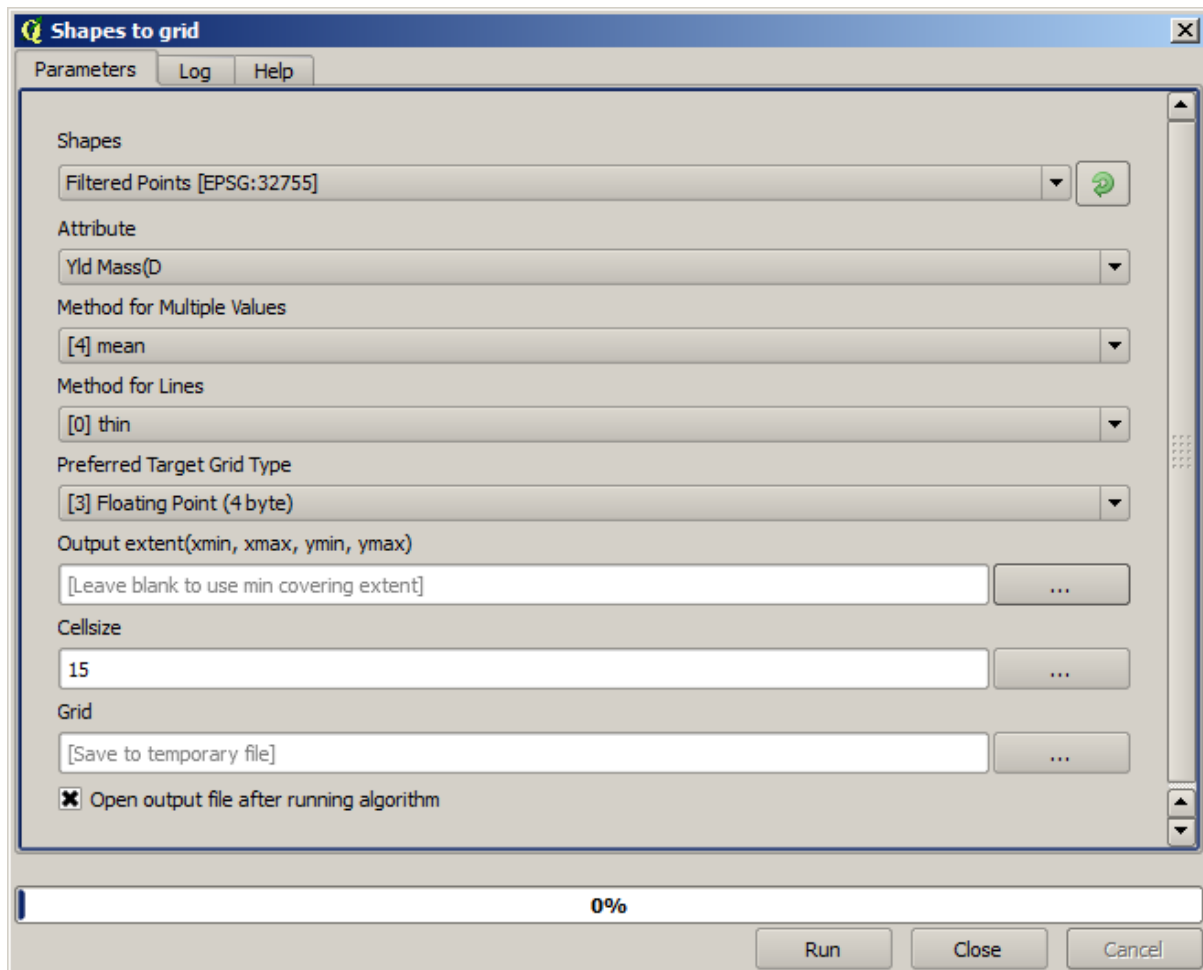 Shapes to grid
Parameters Log Help
Shapes
Filtered Points [EPSG:32755]
Attribute
Yld Mass(D
Method for Multiple Values
[4] mean
Method for Lines
[0] thin
Preferred Target Grid Type
[3] Floating Point (4 byte)
Output extent(xmin, xmax, ymin, ymax)
[Leave blank to use min covering extent]
...
Cellsize
15
...
Grid
[Save to temporary file]
...
Open output file after running algorithm
0%
Run Close Cancel